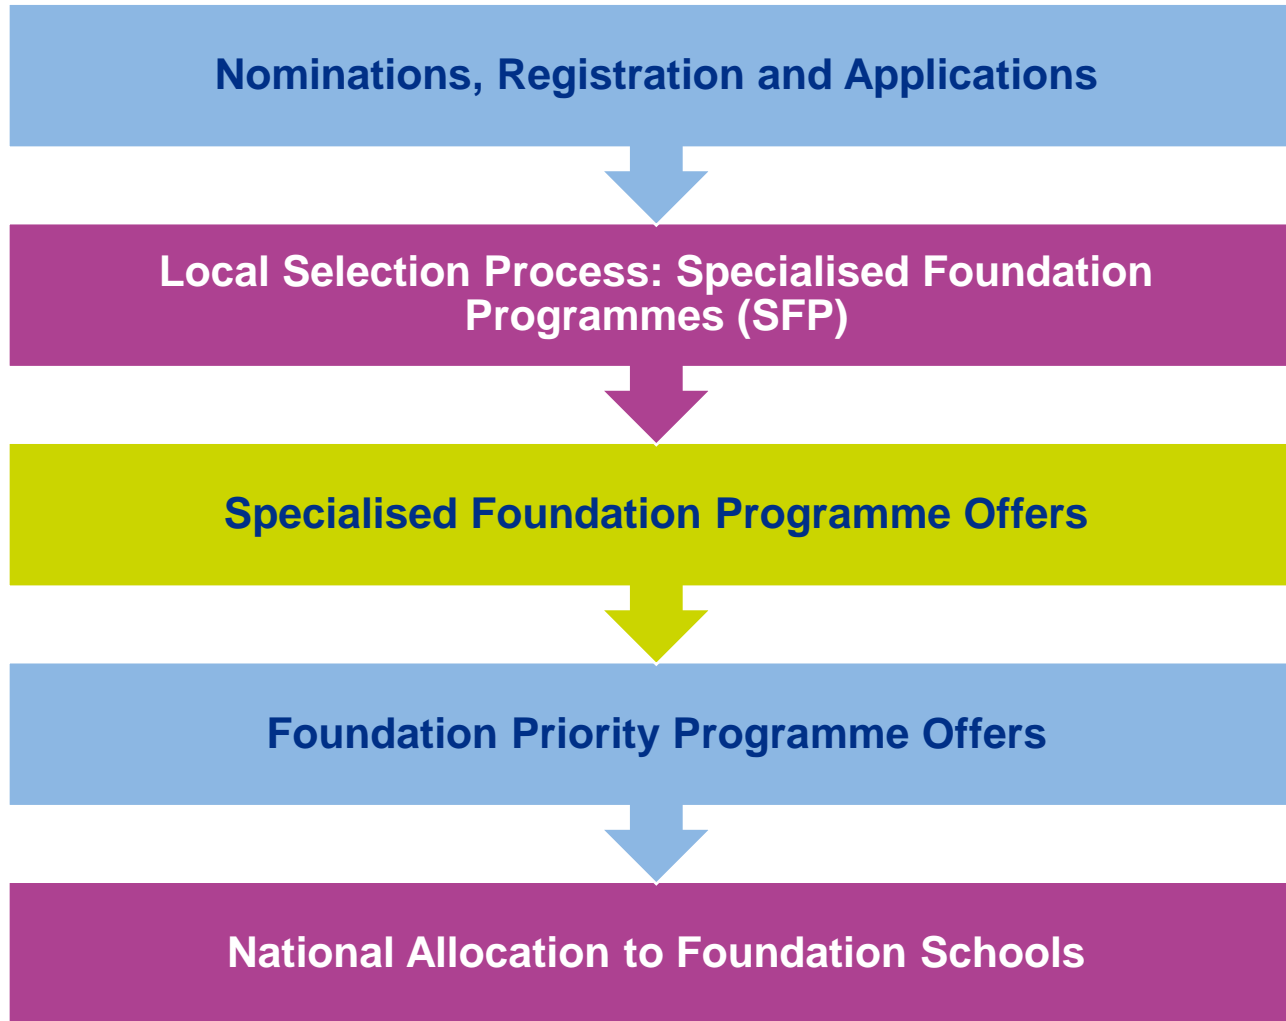 Nominations, Registration and Applications
Local Selection Process: Specialised Foundation
Programmes (SFP)
Specialised Foundation Programme Offers
Foundation Priority Programme Offers
National Allocation to Foundation Schools